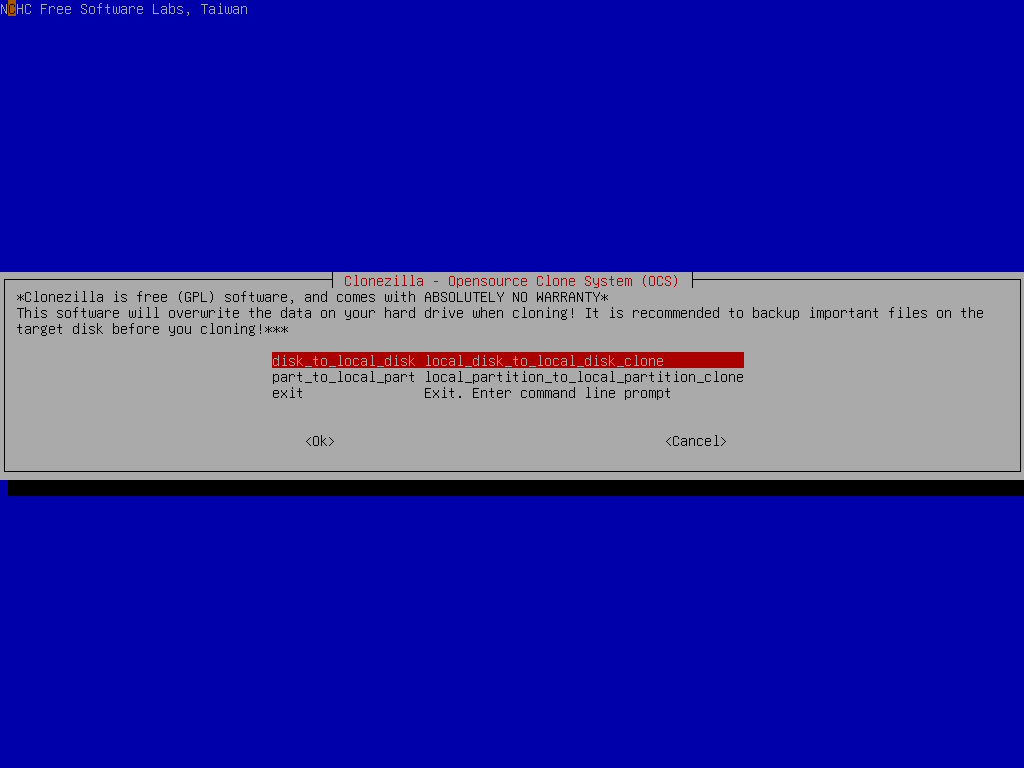 NCHC Free Software Labs, Taiwan
Clonezilla - Opensource Clone System (OCS)
*Clonezilla is free (GPL) software, and comes with ABSOLUTELY NO WARRANTY*
This software will overwrite the data on your hard drive when cloning! It is recommended to backup important files on the
target disk before you cloning!***
disk_to_local_disk local_disk_to_local_disk_clone
part_to_local_part local_partition_to_local_partition_clone
exit Exit. Enter command line prompt
<Ok> <Cancel>